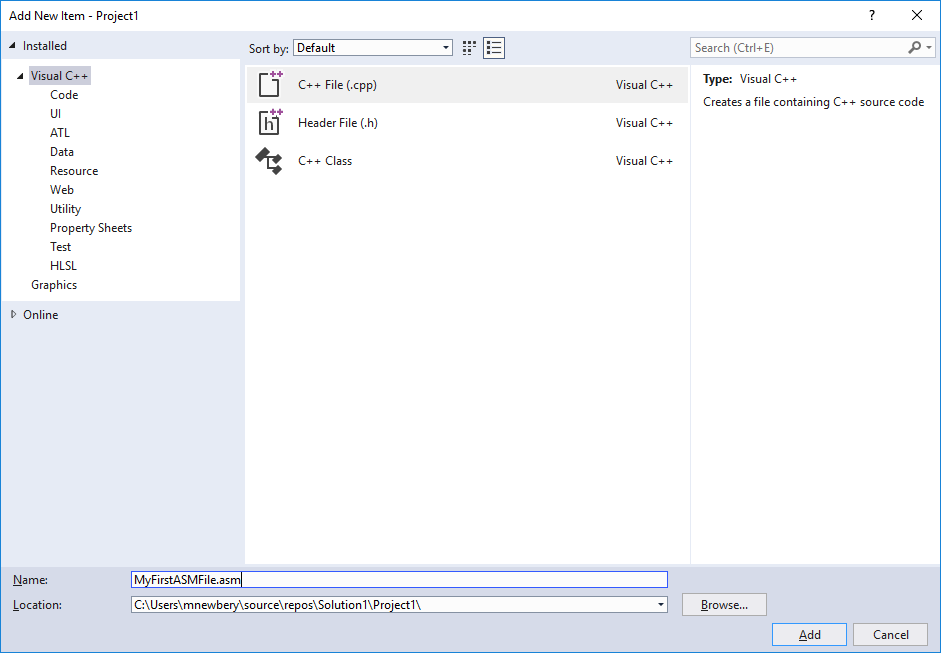 Add New Item - Project1
?
Installed
Sort by: Default
Search (Ctrl+E)
Visual C++
Code
UI
ATL
Data
Resource
Web
Utility
Property Sheets
Test
HLSL
Graphics
Online
C++ File (.cpp) Visual C++
Header File (.h) Visual C++
C++ Class Visual C++
Type: Visual C++
Creates a file containing C++ source code
Name: MyFirstASMFile.asm
Location: C:\Users\mnewbery\source\repos\Solution1\Project1\
Browse...
Add Cancel